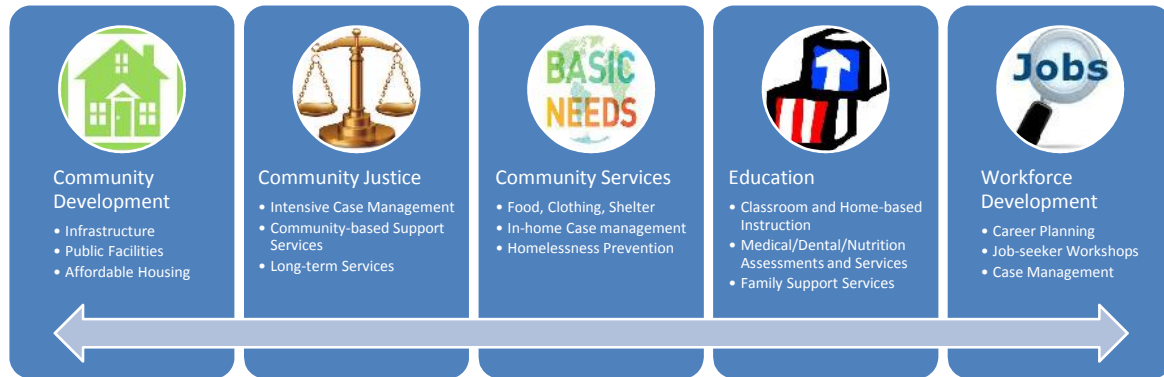 Community
Development
• Infrastructure
• Public Facilities
• Affordable Housing
Community Justice
• Intensive Case Management
• Community-based Support
Services
• Long-term Services
BASIC
NEEDS
Community Services
• Food, Clothing, Shelter
• In-home Case management
• Homelessness Prevention
Education
• Classroom and Home-based
Instruction
• Medical/Dental/Nutrition
Assessments and Services
• Family Support Services
Jobs
Workforce
Development
• Career Planning
• Job-seeker Workshops
• Case Management